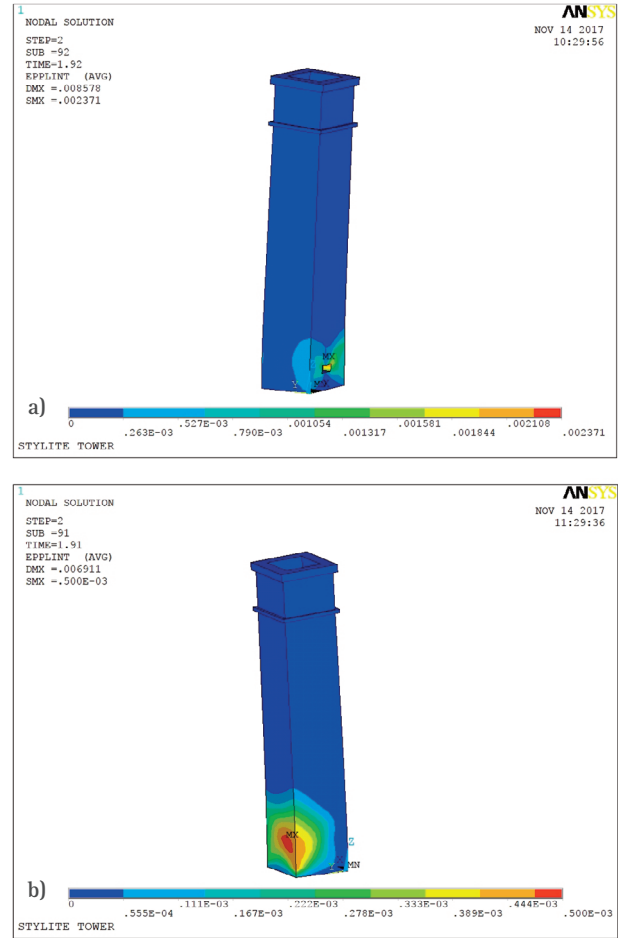 1
NODAL SOLUTION
STEP=2
SUB =92
TIME=1.92
EPPLINT (AVG)
DMX =.008578
SMX =.002371
ANSYS
NOV 14 2017
10:29:56
MX
Y MN
a)
0 .527E-03 .001054 .001581 .002108
.263E-03 .790E-03 .001317 .001844 .002371
STYLITE TOWER
1
NODAL SOLUTION
STEP=2
SUB =91
TIME=1.91
EPPLINT (AVG)
DMX =.006911
SMX =.500E-03
ANSYS
NOV 14 2017
11:29:36
MX
Z
MN
b)
0 .111E-03 .222E-03 .333E-03 .444E-03
.555E-04 .167E-03 .278E-03 .389E-03 .500E-03
STYLITE TOWER